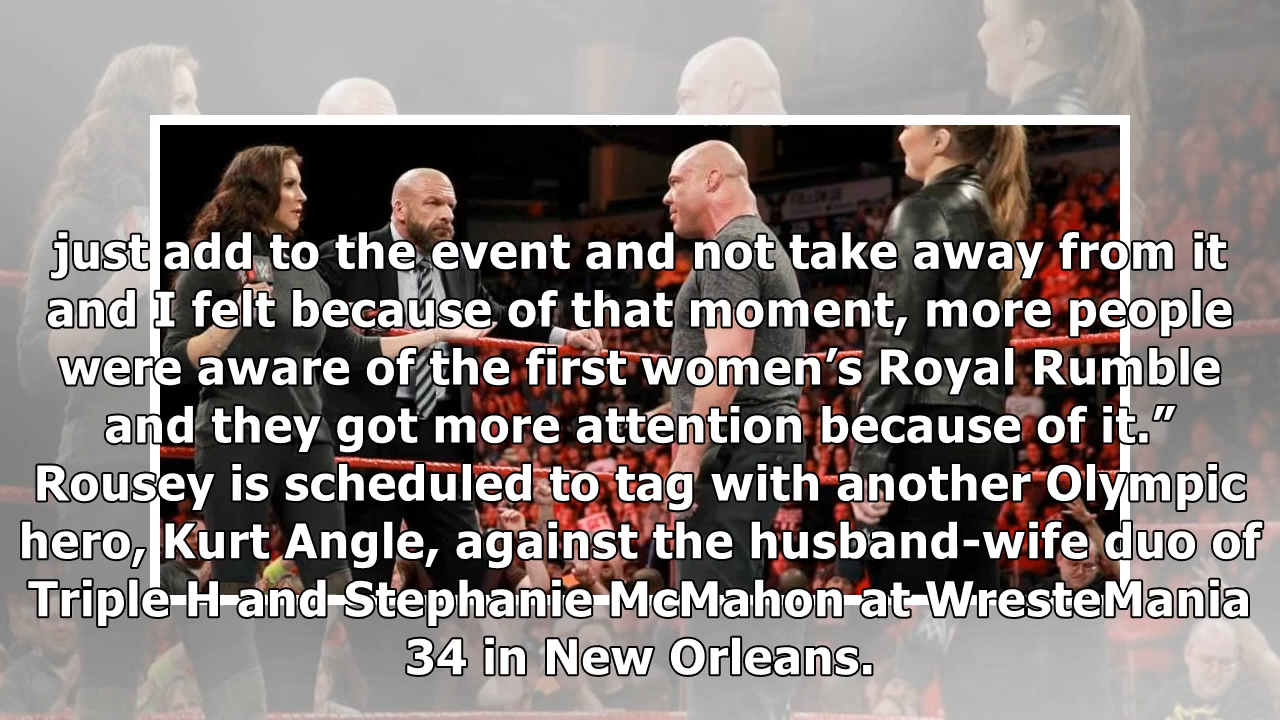 just add to the event and not take away from it
and I felt because of that moment, more people
were aware of the first women’s Royal Rumble
and they got more attention because of it.”
Rousey is scheduled to tag with another Olympic
hero, Kurt Angle, against the husband-wife duo of
Triple H and Stephanie McMahon at WresteMania
34 in New Orleans.